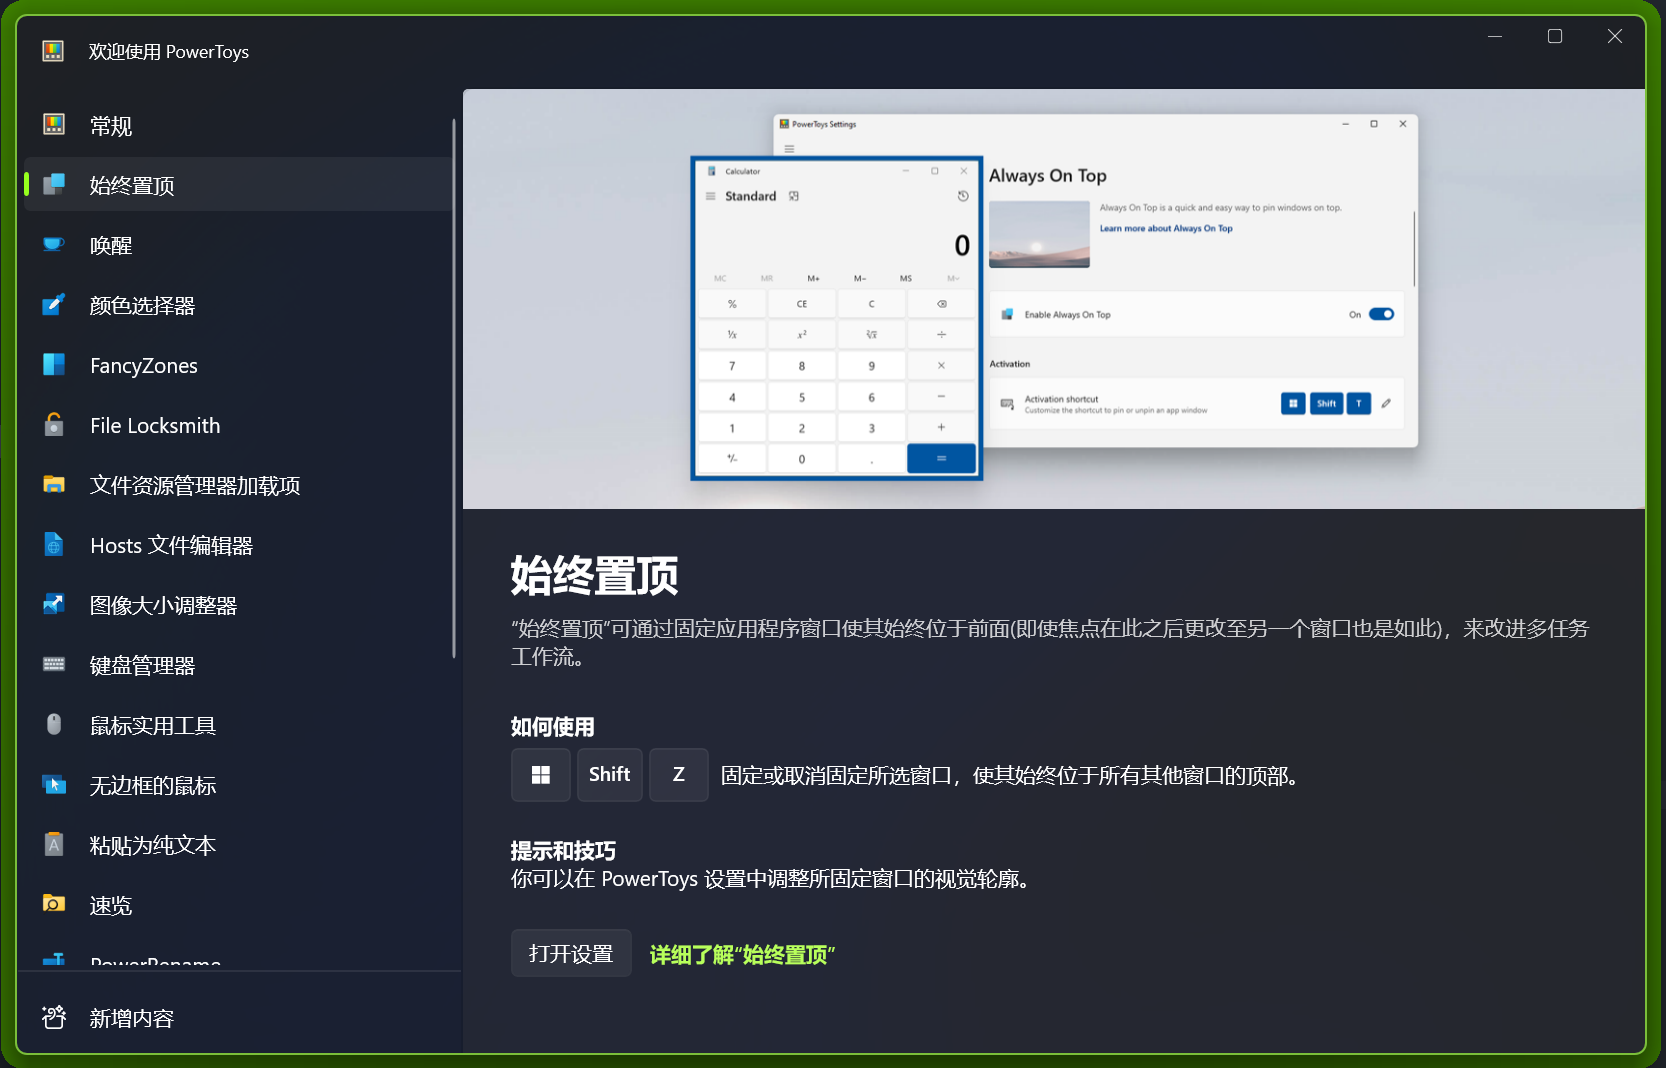 欢迎使用 PowerToys
常规
始终置顶
唤醒
颜色选择器
FancyZones
File Locksmith
文件资源管理器加载项
Hosts 文件编辑器
图像大小调整器
键盘管理器
鼠标实用工具
无边框的鼠标
粘贴为纯文本
速览
PowerRename
新增内容
PowerToys Settings
Always On Top
Always On Top is a quick and easy way to pin windows on top.
Learn more about Always On Top
Enable Always On Top
On
Activation
Activation shortcut
Customize the shortcut to pin or unpin an app window
Shift T
Calculator
Standard
0
MC MR M+ M− MS M
% CE C
⅟x x² ²√x ÷
7 8 9 ×
4 5 6 −
1 2 3 +
+/− 0 . =
始终置顶
“始终置顶”可通过固定应用程序窗口使其始终位于前面(即使焦点在此之后更改至另一个窗口也是如此)，来改进多任务
工作流。
如何使用
Shift Z 固定或取消固定所选窗口，使其始终位于所有其他窗口的顶部。
提示和技巧
你可以在 PowerToys 设置中调整所固定窗口的视觉轮廓。
打开设置 详细了解“始终置顶”